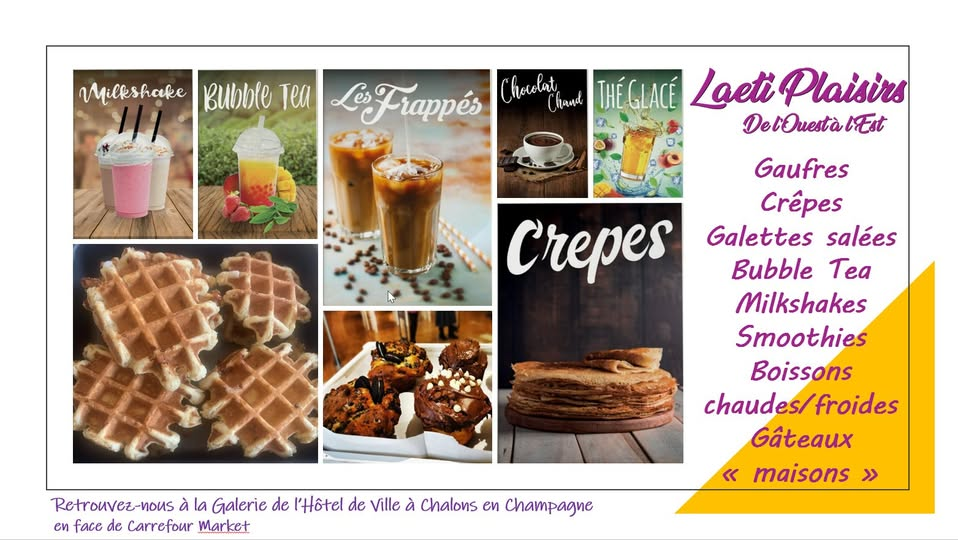 Milkshake
Bubble Tea
Les Frappés
Chocolat
Chaud
THÉ GLACÉ
Crepes
Laeti Plaisirs
De l'Ouest à l'Est
Gaufres
Crêpes
Galettes salées
Bubble Tea
Milkshakes
Smoothies
Boissons
chaudes/froides
Gâteaux
« maisons »
Retrouvez-nous à la Galerie de l'Hôtel de Ville à Chalons en Champagne
en face de Carrefour Market